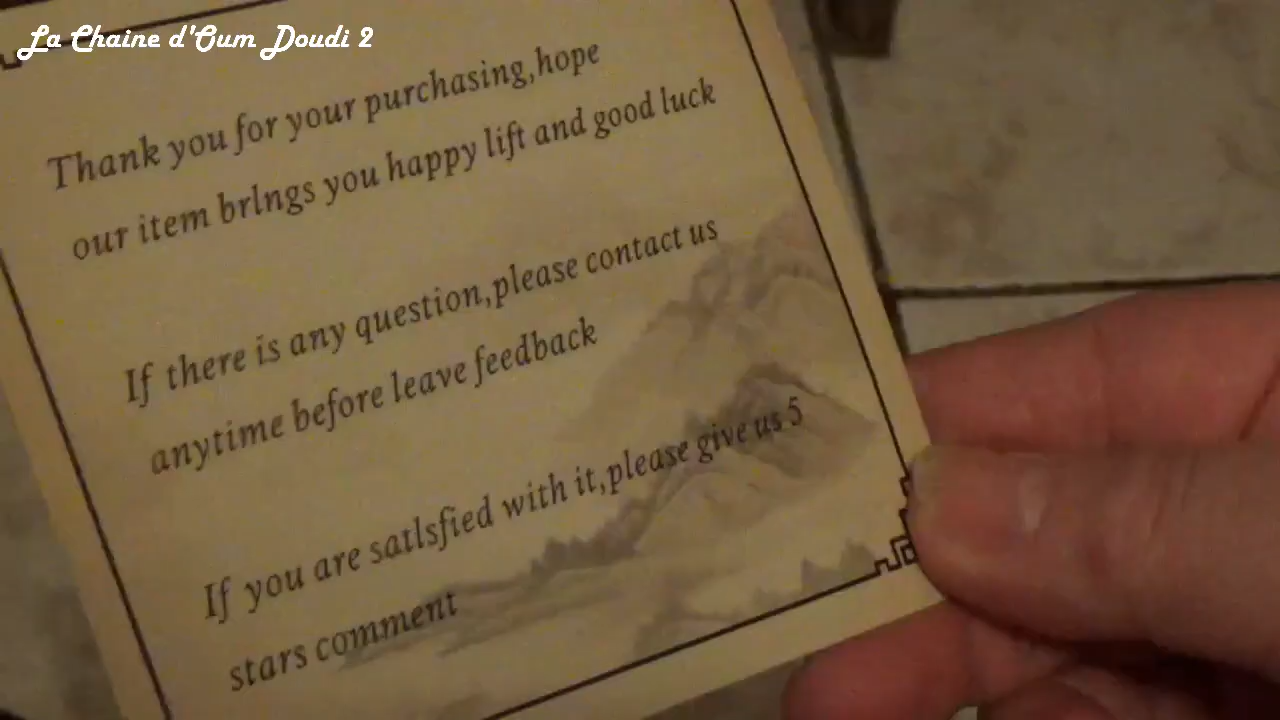 La Chaine d'Oum Doudi 2
Thank you for your purchasing,hope
our item brlngs you happy lift and good luck
If there is any question,please contact us
anytime before leave feedback
If you are satlsfied with it,please give us 5
stars comment